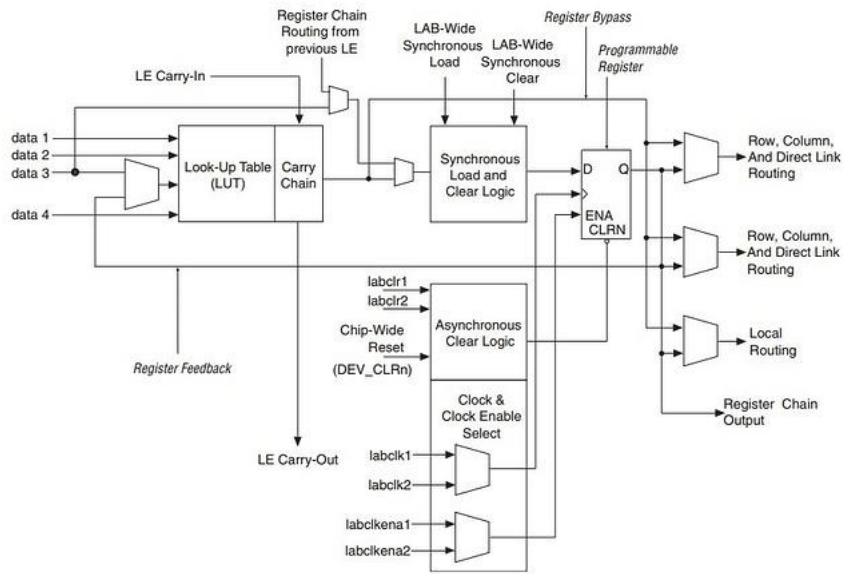 Register Chain
Routing from
previous LE
LAB-Wide
Synchronous
Load
LAB-Wide
Synchronous
Clear
Register Bypass
Programmable
Register
LE Carry-In
data 1
data 2
data 3
data 4
Look-Up Table
(LUT)
Carry
Chain
Synchronous
Load and
Clear Logic
D Q
ENA
CLRN
Row, Column,
And Direct Link
Routing
Row, Column,
And Direct Link
Routing
Local
Routing
Register Chain
Output
labclr1
labclr2
Chip-Wide
Reset
(DEV_CLRn)
Asynchronous
Clear Logic
Register Feedback
Clock &
Clock Enable
Select
LE Carry-Out
labclk1
labclk2
labclkena1
labclkena2